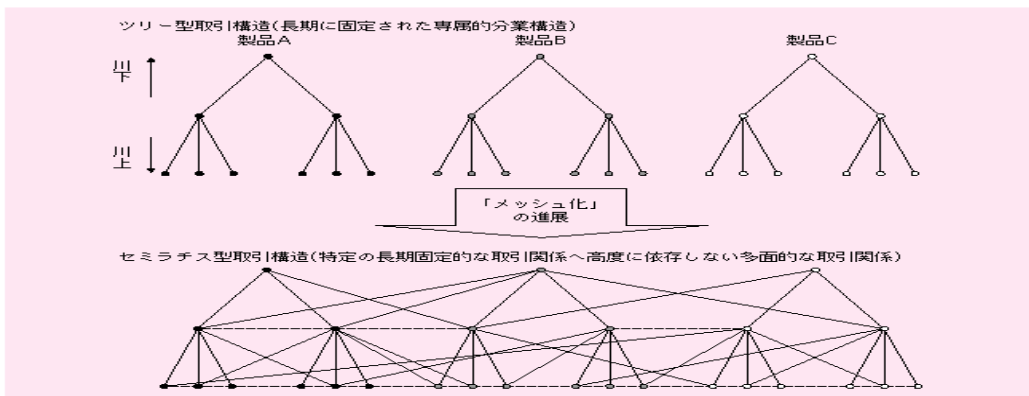 ツリー型取引構造(長期に固定された専属的分業構造)
製品A 製品B 製品C
川下
川上
「メッシュ化」
の進展
セミラチス型取引構造(特定の長期固定的な取引関係へ高度に依存しない多面的な取引関係)